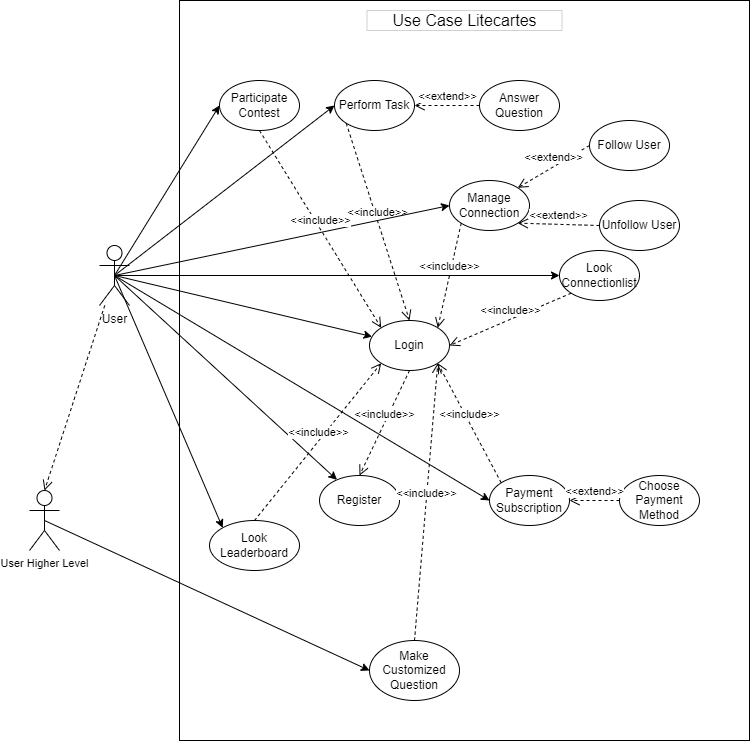 Use Case Litecartes
Participate
Contest
Perform Task
<<extend>>
Answer
Question
Follow User
<<extend>>
Manage
Connection
<<include>>
<<include>>
<<extend>>
Unfollow User
<<include>>
Look
Connectionlist
User
<<include>>
Login
<<include>>
<<include>>
<<include>>
Register
<<include>>
Payment
Subscription
<<extend>>
Choose
Payment
Method
Look
Leaderboard
User Higher Level
Make
Customized
Question